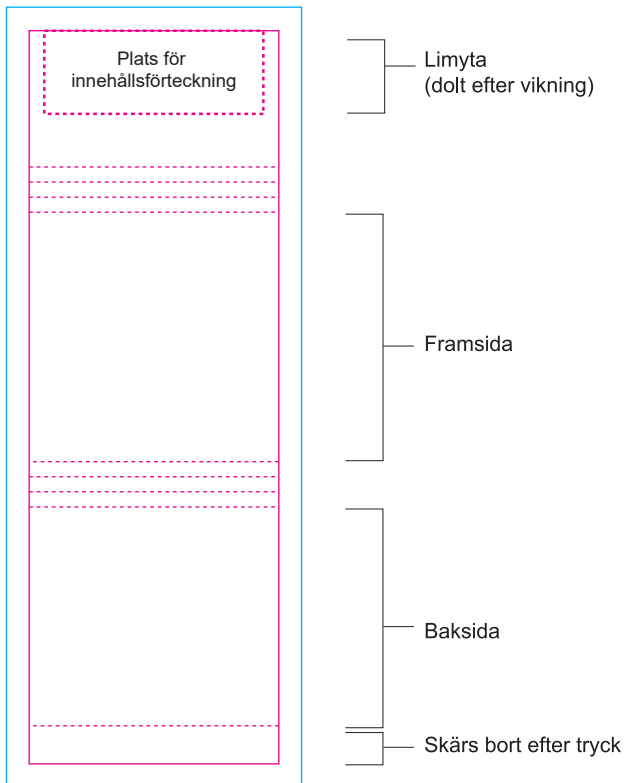 Plats för
innehållsförteckning
Limyta
(dolt efter vikning)
Framsida
Baksida
Skärs bort efter tryck